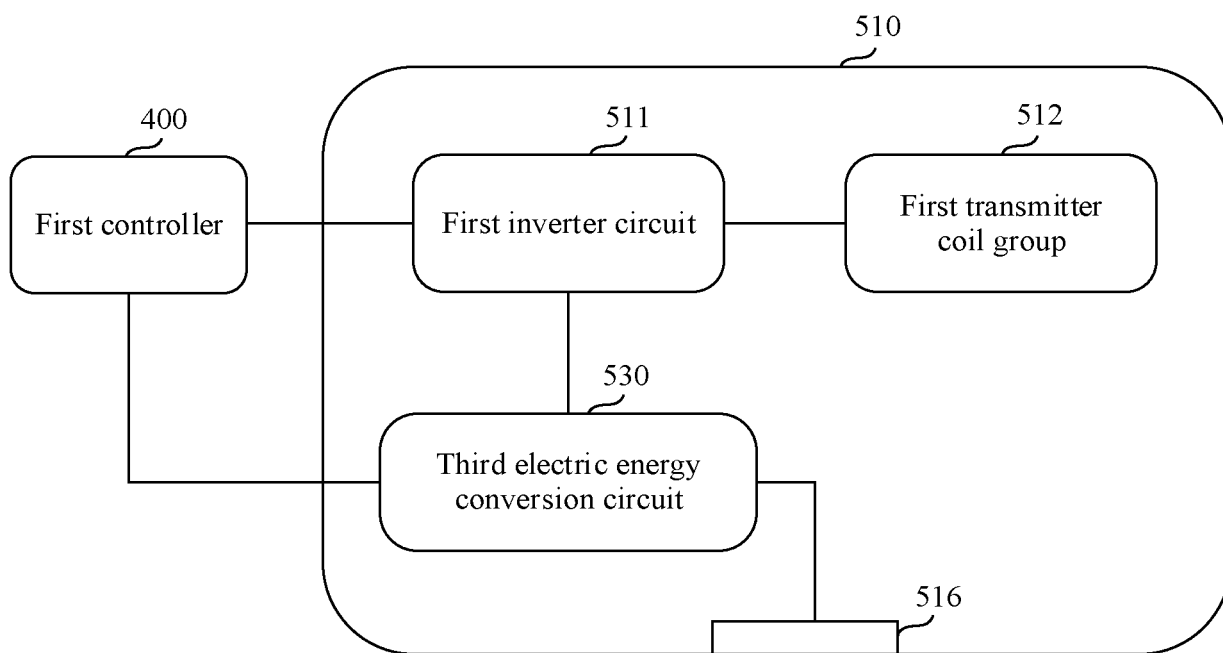 510
400
511
512
First controller
First inverter circuit
First transmitter
coil group
530
Third electric energy
conversion circuit
516